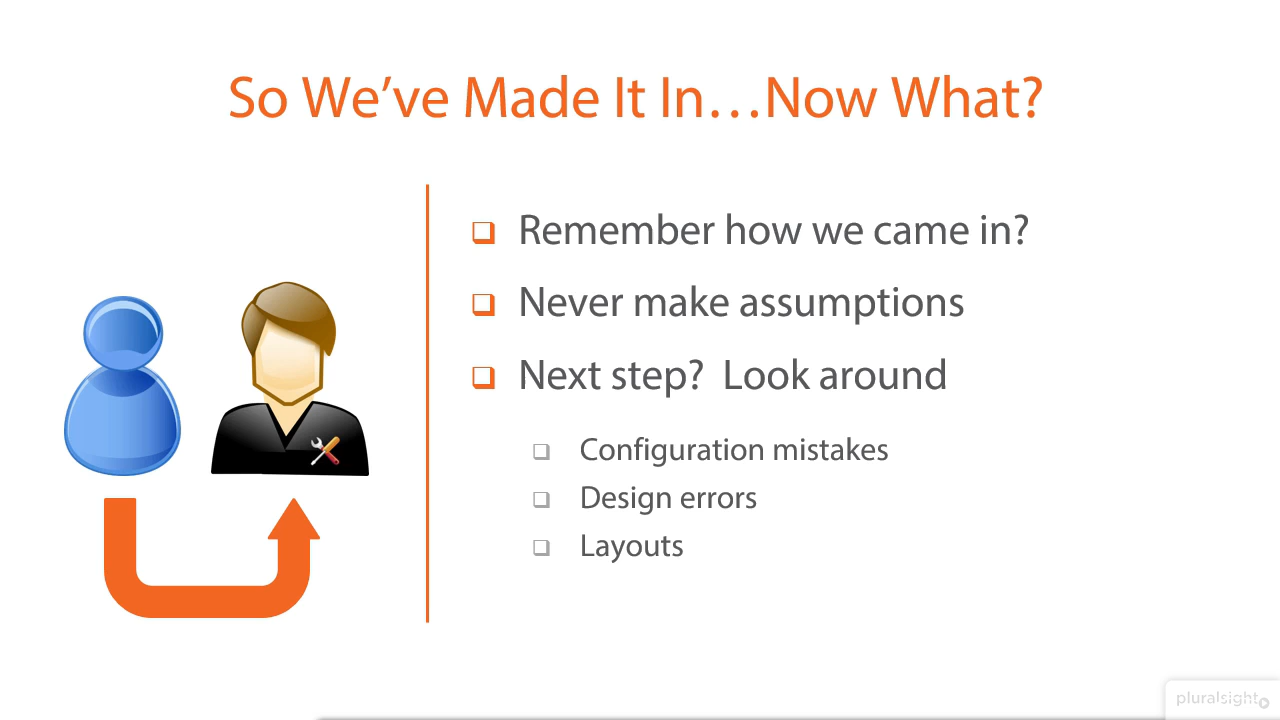 So We’ve Made It In…Now What?
Remember how we came in?
Never make assumptions
Next step?  Look around
Configuration mistakes
Design errors
Layouts
pluralsight